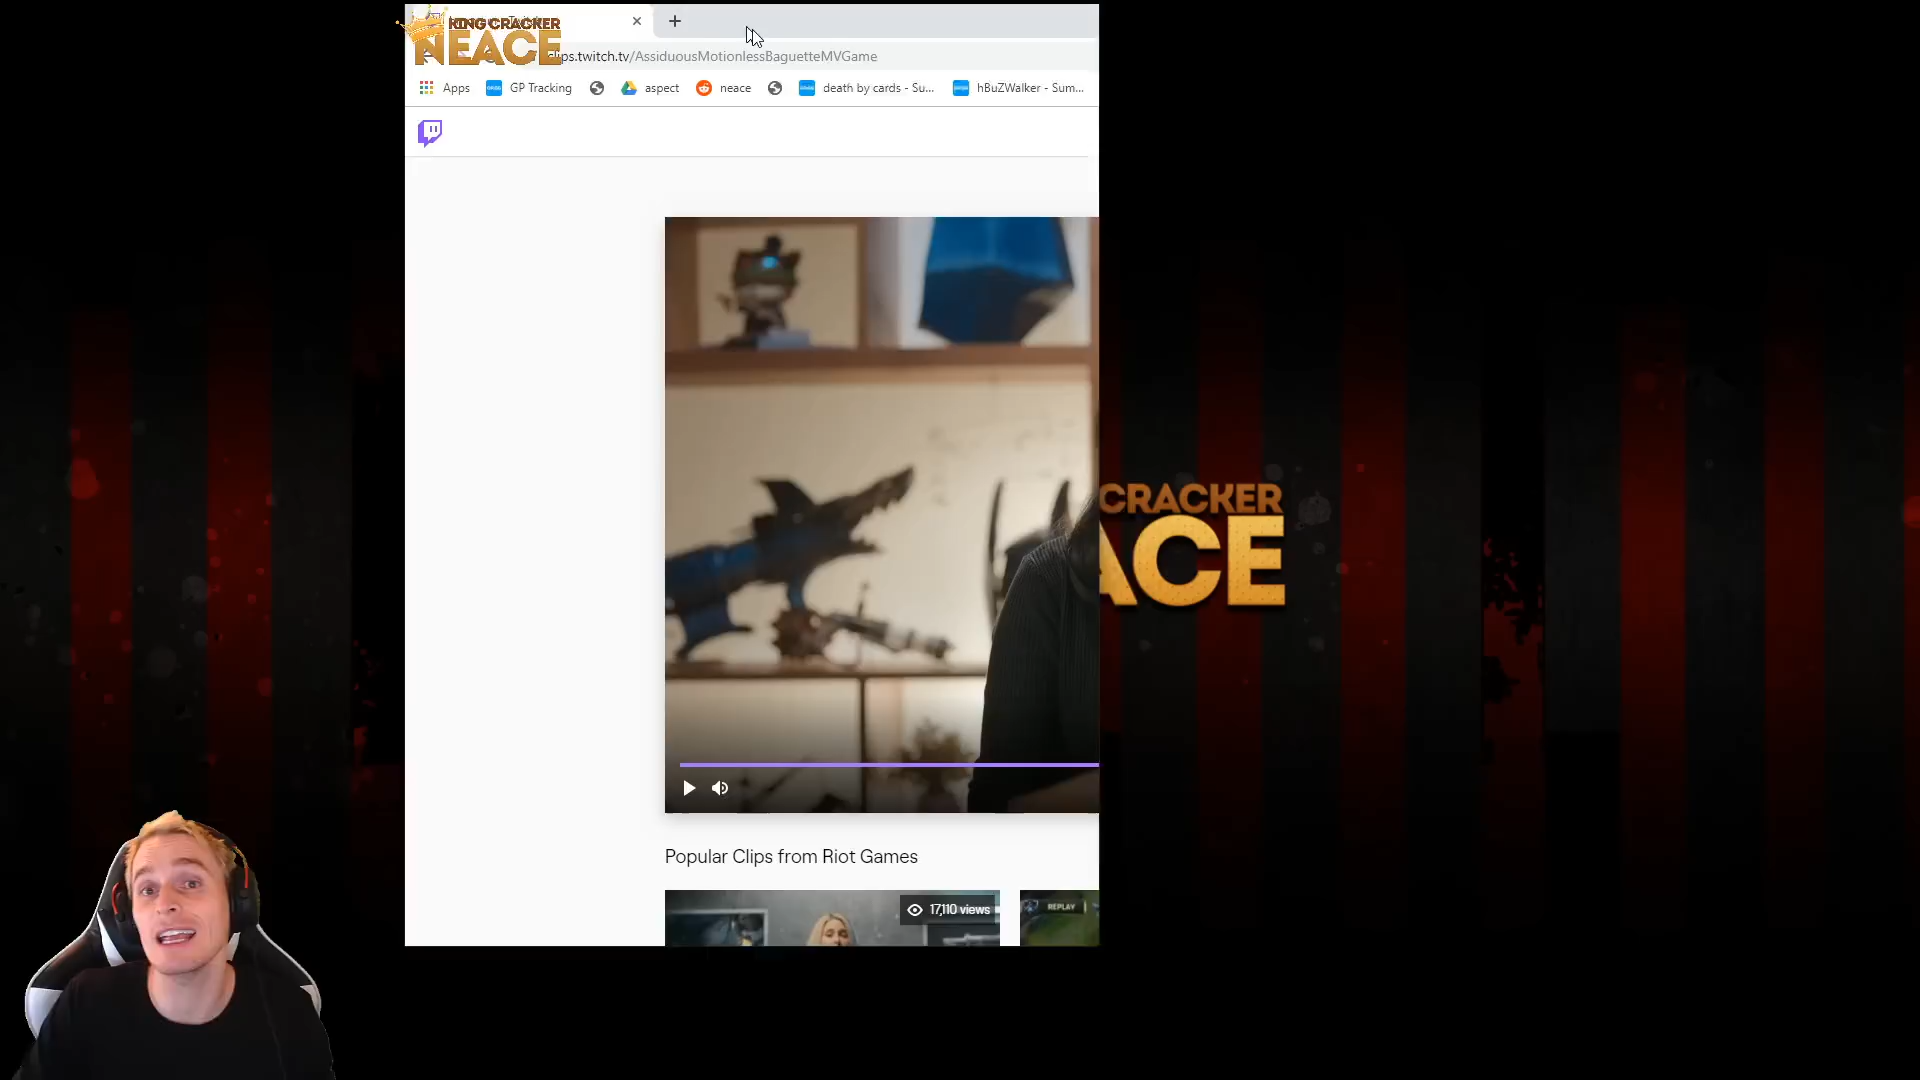 KING CRACKER
NEACE
clips.twitch.tv/AssiduousMotionlessBaguetteMVGame
Apps
GP Tracking
aspect
neace
death by cards - Su...
hBuZWalker - Sum...
CRACKER
ACE
Popular Clips from Riot Games
17,110 views
REPLAY